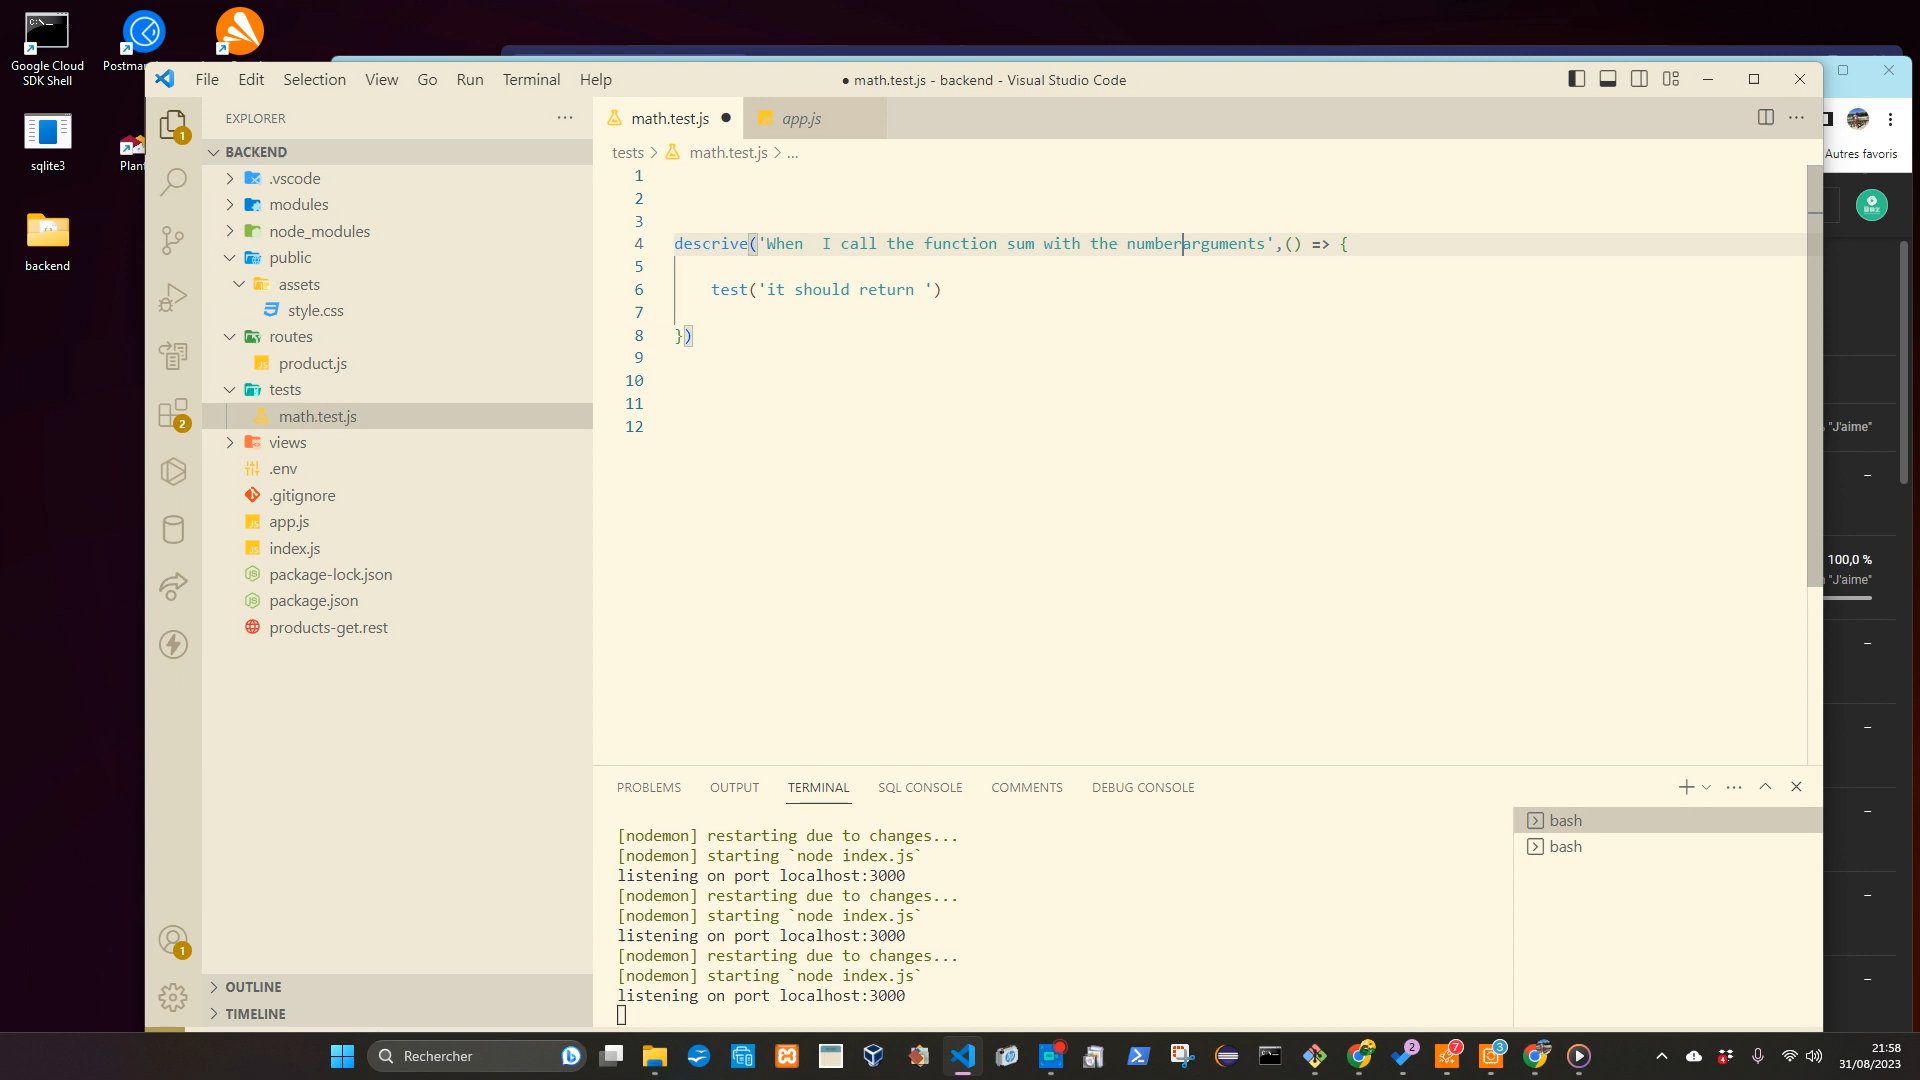 Google Cloud
SDK Shell
Postman
sqlite3
Plant
backend
File Edit Selection View Go Run Terminal Help
● math.test.js - backend - Visual Studio Code
EXPLORER
BACKEND
.vscode
modules
node_modules
public
assets
style.css
routes
product.js
tests
math.test.js
views
.env
.gitignore
app.js
index.js
package-lock.json
package.json
products-get.rest
OUTLINE
TIMELINE
1
2
1
math.test.js ● app.js
tests > math.test.js > ...
1
2
3
4 descrive('When  I call the function sum with the numberarguments',() => {
5
6 test('it should return ')
7
8 })
9
10
11
12
PROBLEMS OUTPUT TERMINAL SQL CONSOLE COMMENTS DEBUG CONSOLE
[nodemon] restarting due to changes...
[nodemon] starting `node index.js`
listening on port localhost:3000
[nodemon] restarting due to changes...
[nodemon] starting `node index.js`
listening on port localhost:3000
[nodemon] restarting due to changes...
[nodemon] starting `node index.js`
listening on port localhost:3000
bash
bash
Autres favoris
"J'aime"
100,0 %
"J'aime"
Rechercher
2
7
3
21:58
31/08/2023